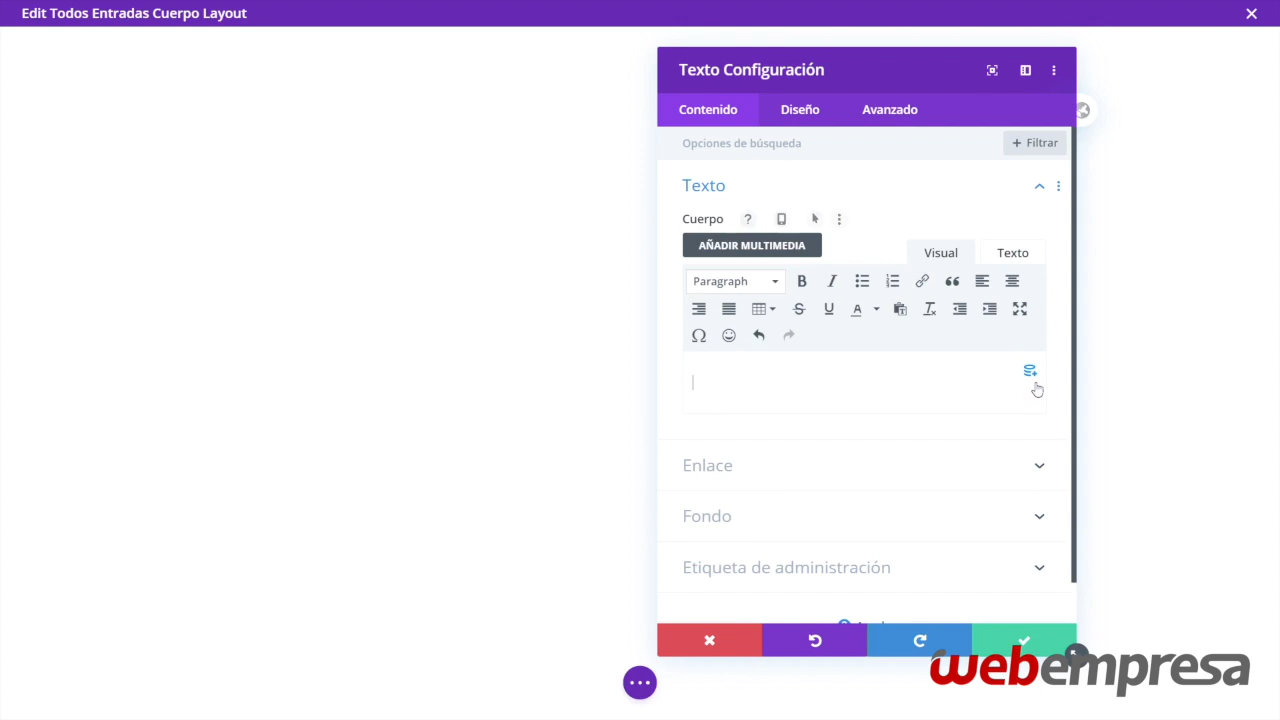 Edit Todos Entradas Cuerpo Layout
Texto Configuración
Contenido Diseño Avanzado
Opciones de búsqueda + Filtrar
Texto
Cuerpo ?
AÑADIR MULTIMEDIA Visual Texto
Paragraph B I
S U A
Ω
Enlace
Fondo
Etiqueta de administración
webempresa